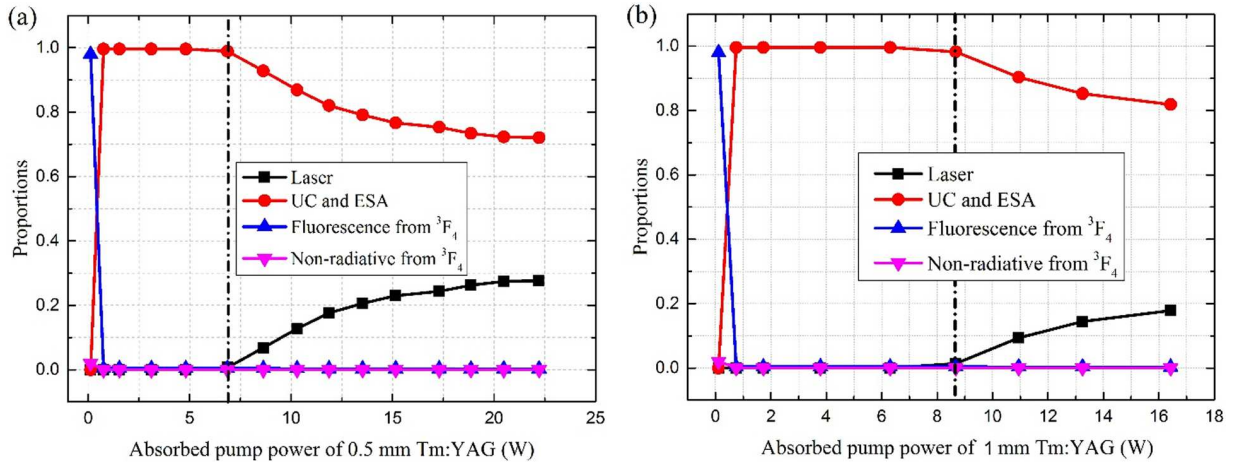 (a)
Proportions
1.0
0.8
0.6
0.4
0.2
0.0
Laser
UC and ESA
Fluorescence from ³F₄
Non-radiative from ³F₄
0 5 10 15 20 25
Absorbed pump power of 0.5 mm Tm:YAG (W)
(b)
Proportions
1.0
0.8
0.6
0.4
0.2
0.0
Laser
UC and ESA
Fluorescence from ³F₄
Non-radiative from ³F₄
0 2 4 6 8 10 12 14 16 18
Absorbed pump power of 1 mm Tm:YAG (W)